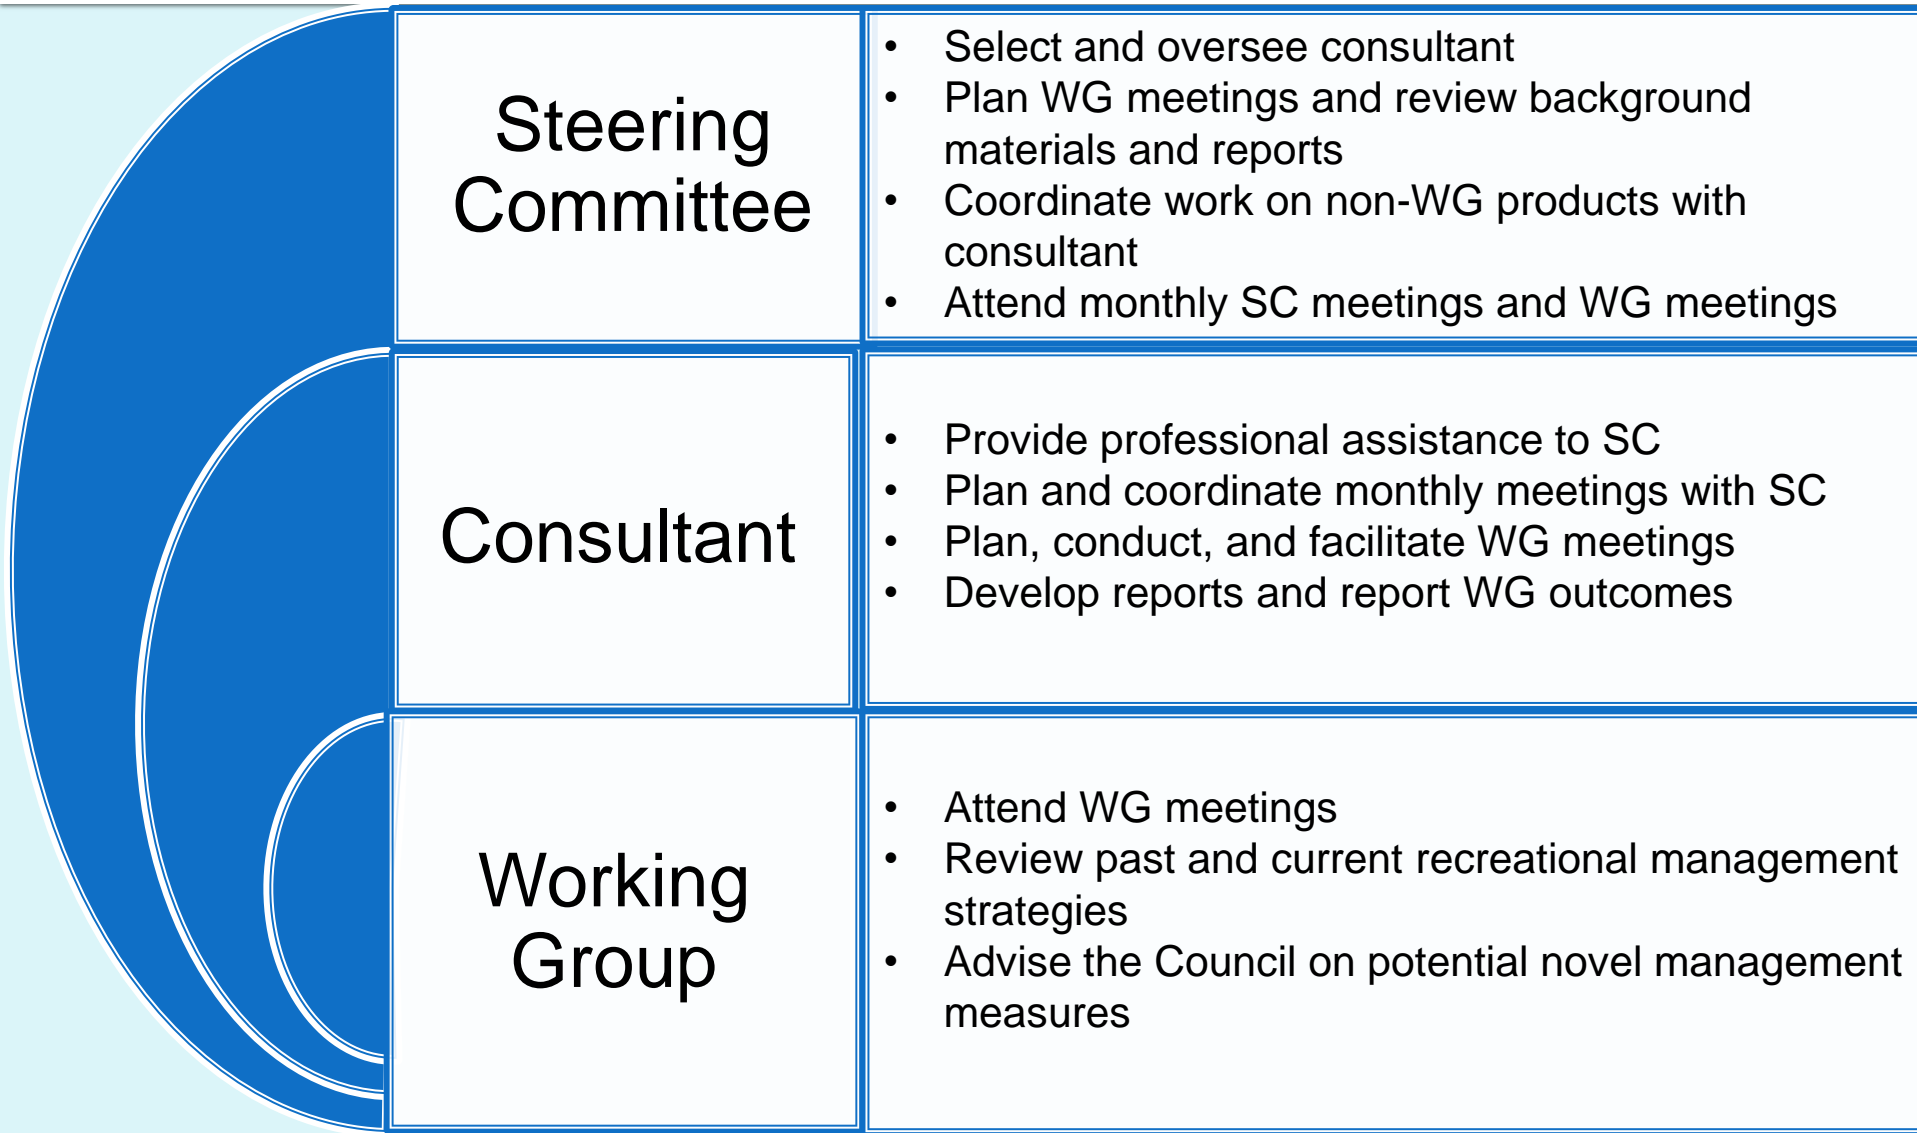 Steering
Committee
• Select and oversee consultant
• Plan WG meetings and review background
materials and reports
• Coordinate work on non-WG products with
consultant
• Attend monthly SC meetings and WG meetings
Consultant
• Provide professional assistance to SC
• Plan and coordinate monthly meetings with SC
• Plan, conduct, and facilitate WG meetings
• Develop reports and report WG outcomes
Working
Group
• Attend WG meetings
• Review past and current recreational management
strategies
• Advise the Council on potential novel management
measures